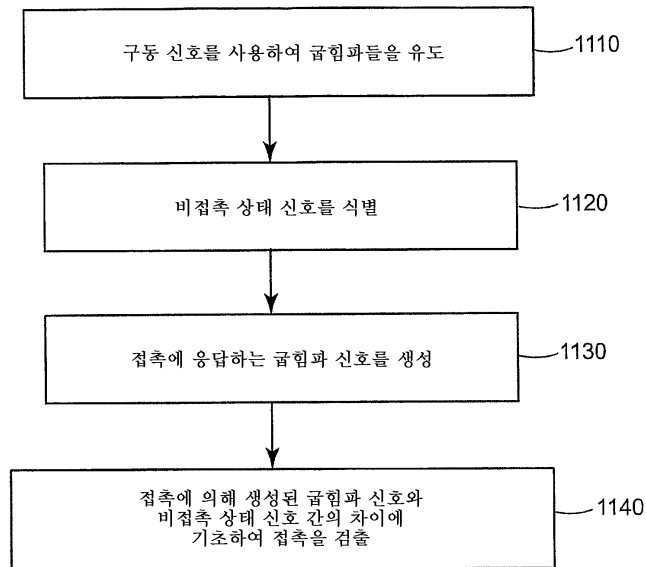 구동 신호를 사용하여 굽힘파들을 유도
1110
비접촉 상태 신호를 식별
1120
접촉에 응답하는 굽힘파 신호를 생성
1130
접촉에 의해 생성된 굽힘파 신호와
비접촉 상태 신호 간의 차이에
기초하여 접촉을 검출
1140